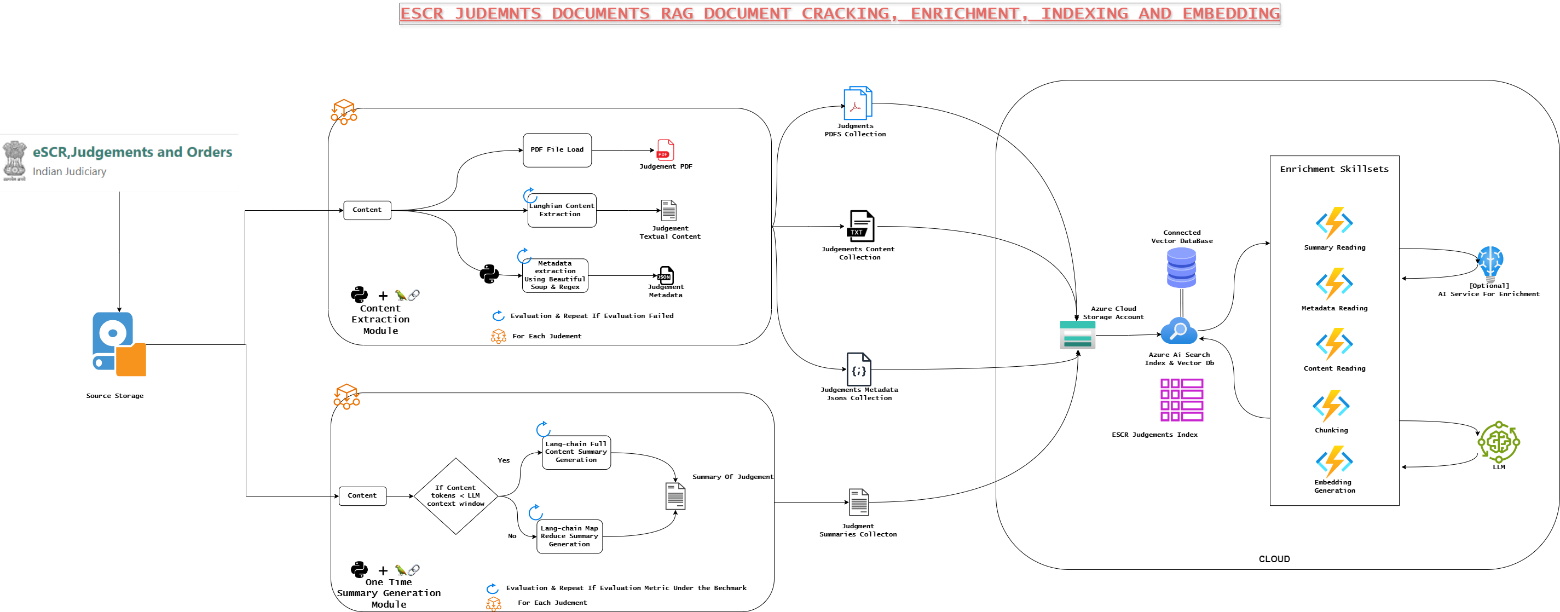 ESCR JUDEMNTS DOCUMENTS RAG DOCUMENT CRACKING, ENRICHMENT, INDEXING AND EMBEDDING
eSCR,Judgements and Orders
Indian Judiciary
Source Storage
Content
PDF File Load
PDF
Judgement PDF
Langhian Content
Extraction
Judgement
Textual Content
Metadata
extraction
Using Beautiful
Soup & Regex
JSON
Judgement
Metadata
+
Content
Extraction
Module
Evaluation & Repeat If Evaluation Failed
For Each Judement
Content
If Content
tokens < LLM
context window
Yes
No
Lang-chain Full
Content Summary
Generation
Lang-chain Map
Reduce Summary
Generation
Summary Of Judgement
+
One Time
Summary Generation
Module
Evaluation & Repeat If Evaluation Metric Under the Bechmark
For Each Judement
Judgments
PDFS Collection
TXT
Judgments Content
Collection
{;}
Judgments Metadata
Jsons Collection
Judgment
Summaries Collecton
Azure Cloud
Storage Account
Connected
Vector DataBase
Azure Ai Search
Index & Vector Db
ESCR Judgements Index
Enrichment Skillsets
Summary Reading
Metadata Reading
Content Reading
Chunking
Embedding
Generation
[Optional]
AI Service For Enrichment
LLM
CLOUD